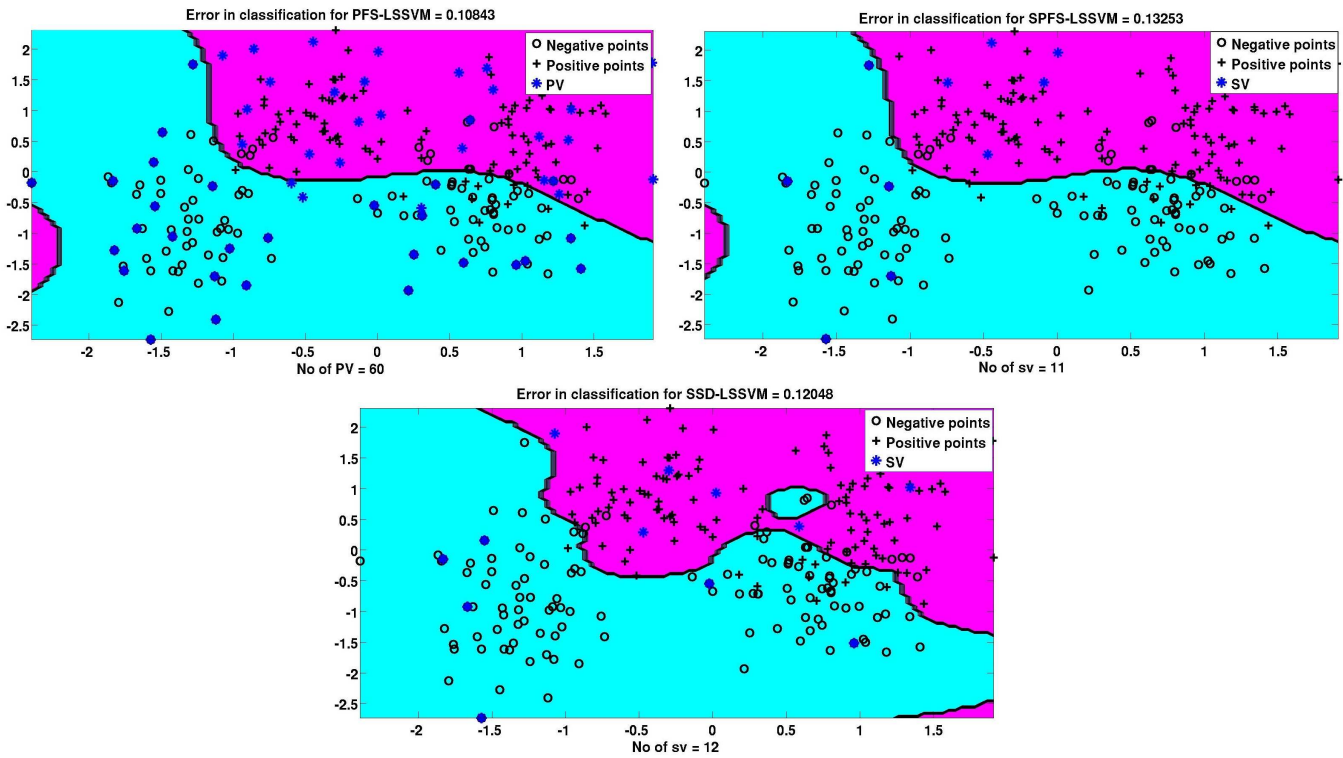 Error in classification for PFS-LSSVM = 0.10843
Negative points
Positive points
PV
2
1.5
1
0.5
0
-0.5
-1
-1.5
-2
-2.5
-2 -1.5 -1 -0.5 0 0.5 1 1.5
No of PV = 60
Error in classification for SPFS-LSSVM = 0.13253
Negative points
Positive points
SV
2
1.5
1
0.5
0
-0.5
-1
-1.5
-2
-2.5
-2 -1.5 -1 -0.5 0 0.5 1 1.5
No of sv = 11
Error in classification for SSD-LSSVM = 0.12048
Negative points
Positive points
SV
2
1.5
1
0.5
0
-0.5
-1
-1.5
-2
-2.5
-2 -1.5 -1 -0.5 0 0.5 1 1.5
No of sv = 12